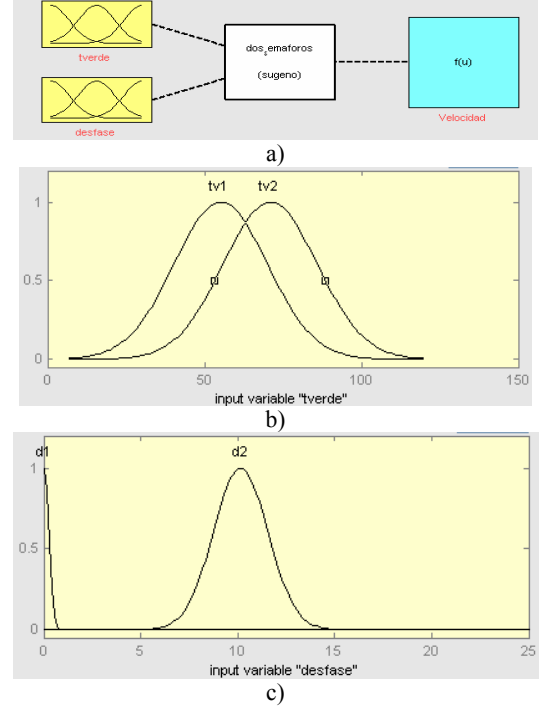 tverde
desfase
dos_emaforos
(sugeno)
f(u)
Velocidad
a)
tv1 tv2
1
0.5
0
0 50 100 150
input variable "tverde"
b)
d1 d2
1
0.5
0
0 5 10 15 20 25
input variable "desfase"
c)